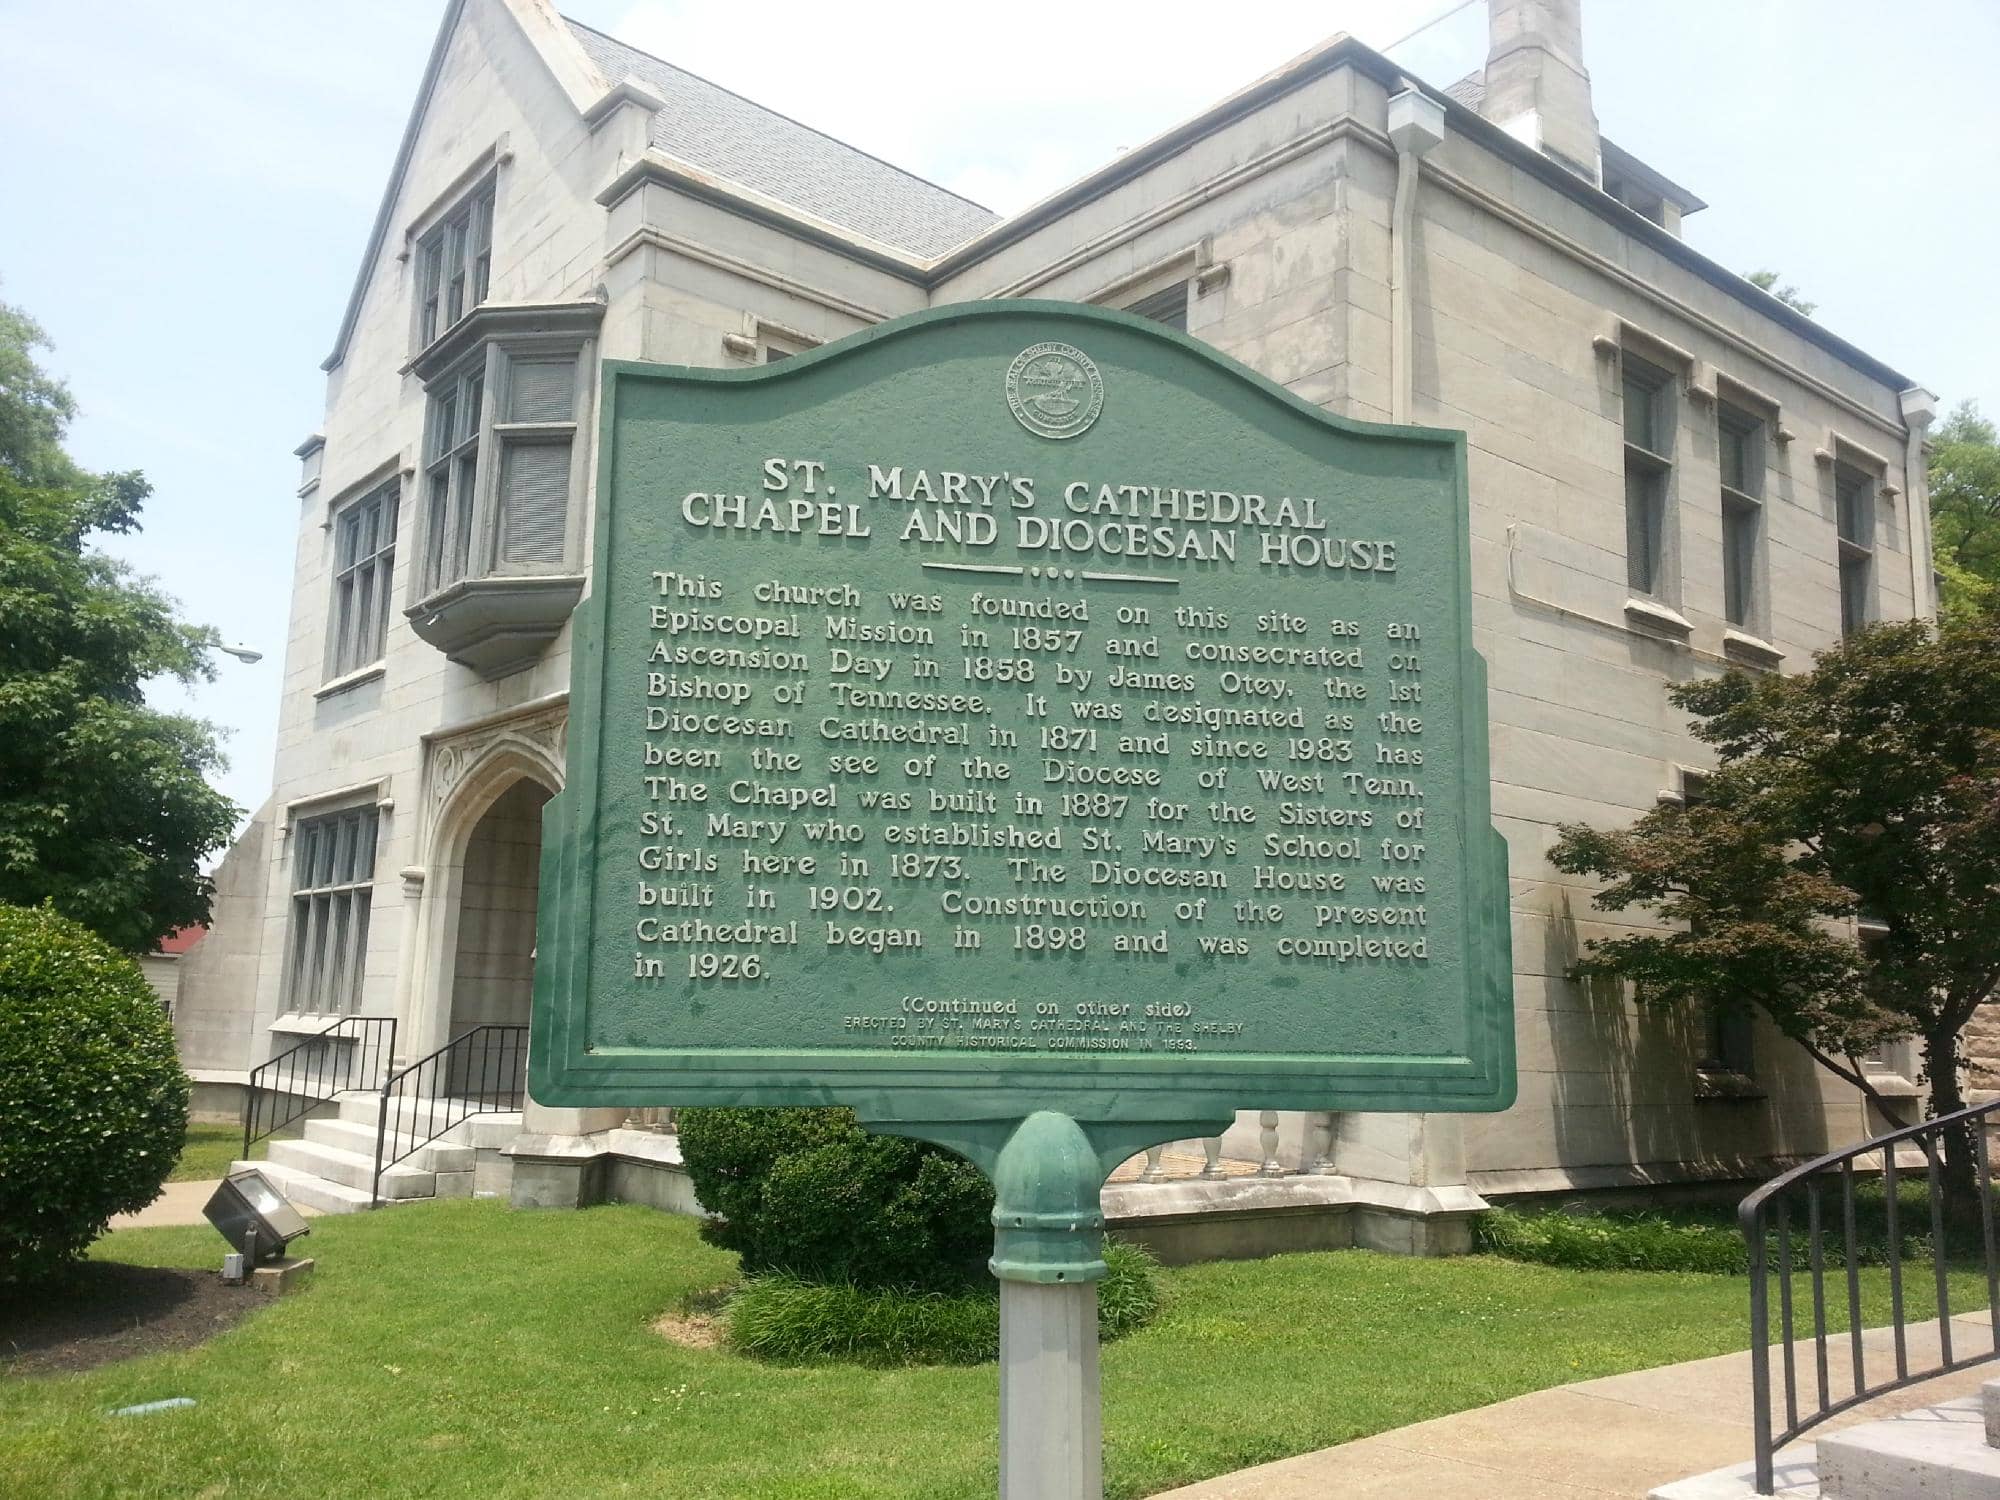 THE SEAL OF SHELBY COUNTY TENNESSEE
ST. MARY'S CATHEDRAL
CHAPEL AND DIOCESAN HOUSE
This church was founded on this site as an
Episcopal Mission in 1857 and consecrated on
Ascension Day in 1858 by James Otey, the 1st
Bishop of Tennessee. It was designated as the
Diocesan Cathedral in 1871 and since 1983 has
been the see of the Diocese of West Tenn.
The Chapel was built in 1887 for the Sisters of
St. Mary who established St. Mary's School for
Girls here in 1873. The Diocesan House was
built in 1902. Construction of the present
Cathedral began in 1898 and was completed
in 1926.
(Continued on other side)
ERECTED BY ST. MARY'S CATHEDRAL AND THE SHELBY
COUNTY HISTORICAL COMMISSION IN 1993.